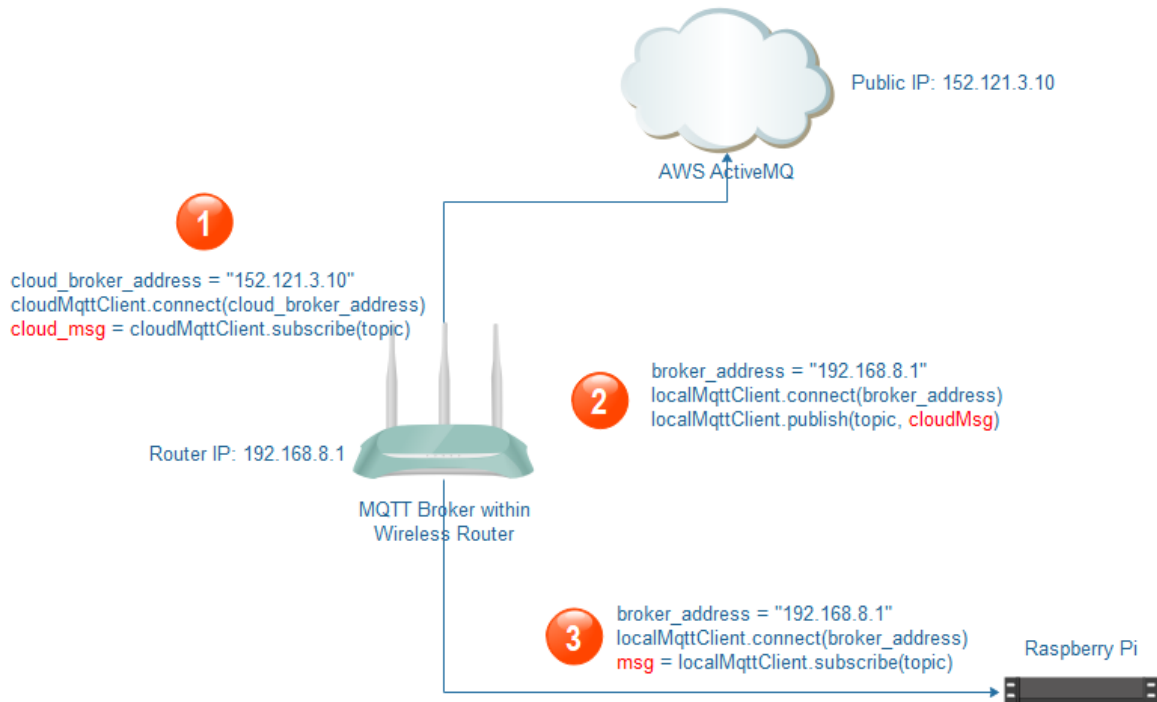 Public IP: 152.121.3.10
AWS ActiveMQ
1
cloud_broker_address = "152.121.3.10"
cloudMqttClient.connect(cloud_broker_address)
cloud_msg = cloudMqttClient.subscribe(topic)
2
broker_address = "192.168.8.1"
localMqttClient.connect(broker_address)
localMqttClient.publish(topic, cloudMsg)
Router IP: 192.168.8.1
MQTT Broker within
Wireless Router
3
broker_address = "192.168.8.1"
localMqttClient.connect(broker_address)
msg = localMqttClient.subscribe(topic)
Raspberry Pi